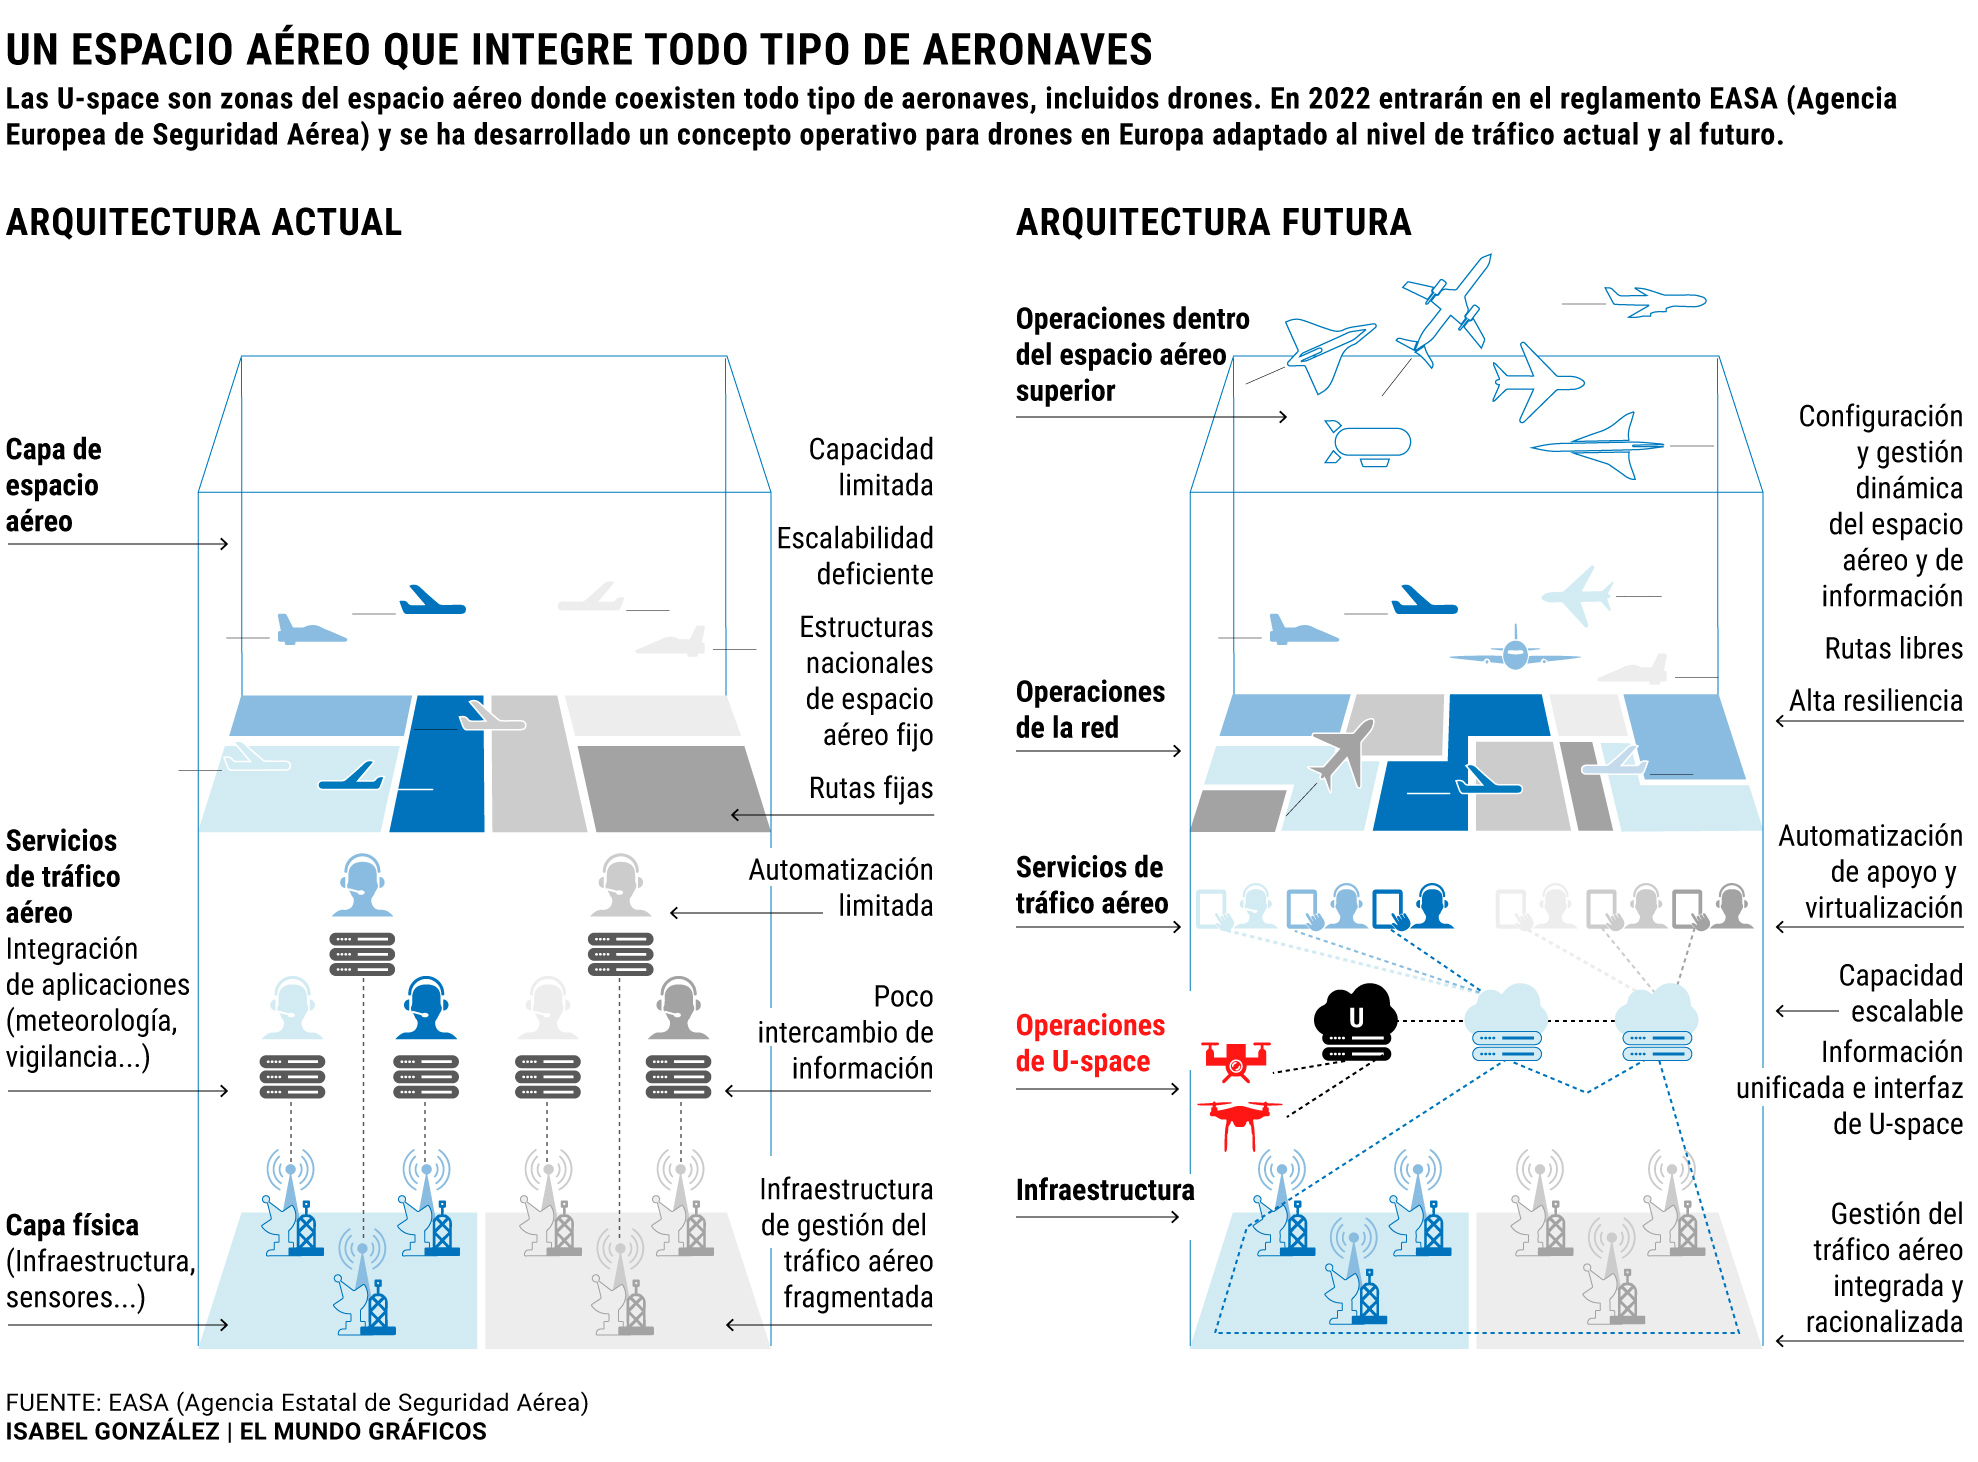 UN ESPACIO AÉREO QUE INTEGRE TODO TIPO DE AERONAVES
Las U-space son zonas del espacio aéreo donde coexisten todo tipo de aeronaves, incluidos drones. En 2022 entrarán en el reglamento EASA (Agencia
Europea de Seguridad Aérea) y se ha desarrollado un concepto operativo para drones en Europa adaptado al nivel de tráfico actual y al futuro.
ARQUITECTURA ACTUAL
Capa de
espacio
aéreo
Capacidad
limitada
Escalabilidad
deficiente
Estructuras
nacionales
de espacio
aéreo fijo
Rutas fijas
Servicios
de tráfico
aéreo
Integración
de aplicaciones
(meteorología,
vigilancia...)
Automatización
limitada
Poco
intercambio de
información
Capa física
(Infraestructura,
sensores...)
Infraestructura
de gestión del
tráfico aéreo
fragmentada
ARQUITECTURA FUTURA
Operaciones dentro
del espacio aéreo
superior
Configuración
y gestión
dinámica
del espacio
aéreo y de
información
Rutas libres
Alta resiliencia
Operaciones
de la red
Servicios de
tráfico aéreo
Automatización
de apoyo y
virtualización
Capacidad
escalable
Operaciones
de U-space
U
Información
unificada e interfaz
de U-space
Infraestructura
Gestión del
tráfico aéreo
integrada y
racionalizada
FUENTE: EASA (Agencia Estatal de Seguridad Aérea)
ISABEL GONZÁLEZ | EL MUNDO GRÁFICOS